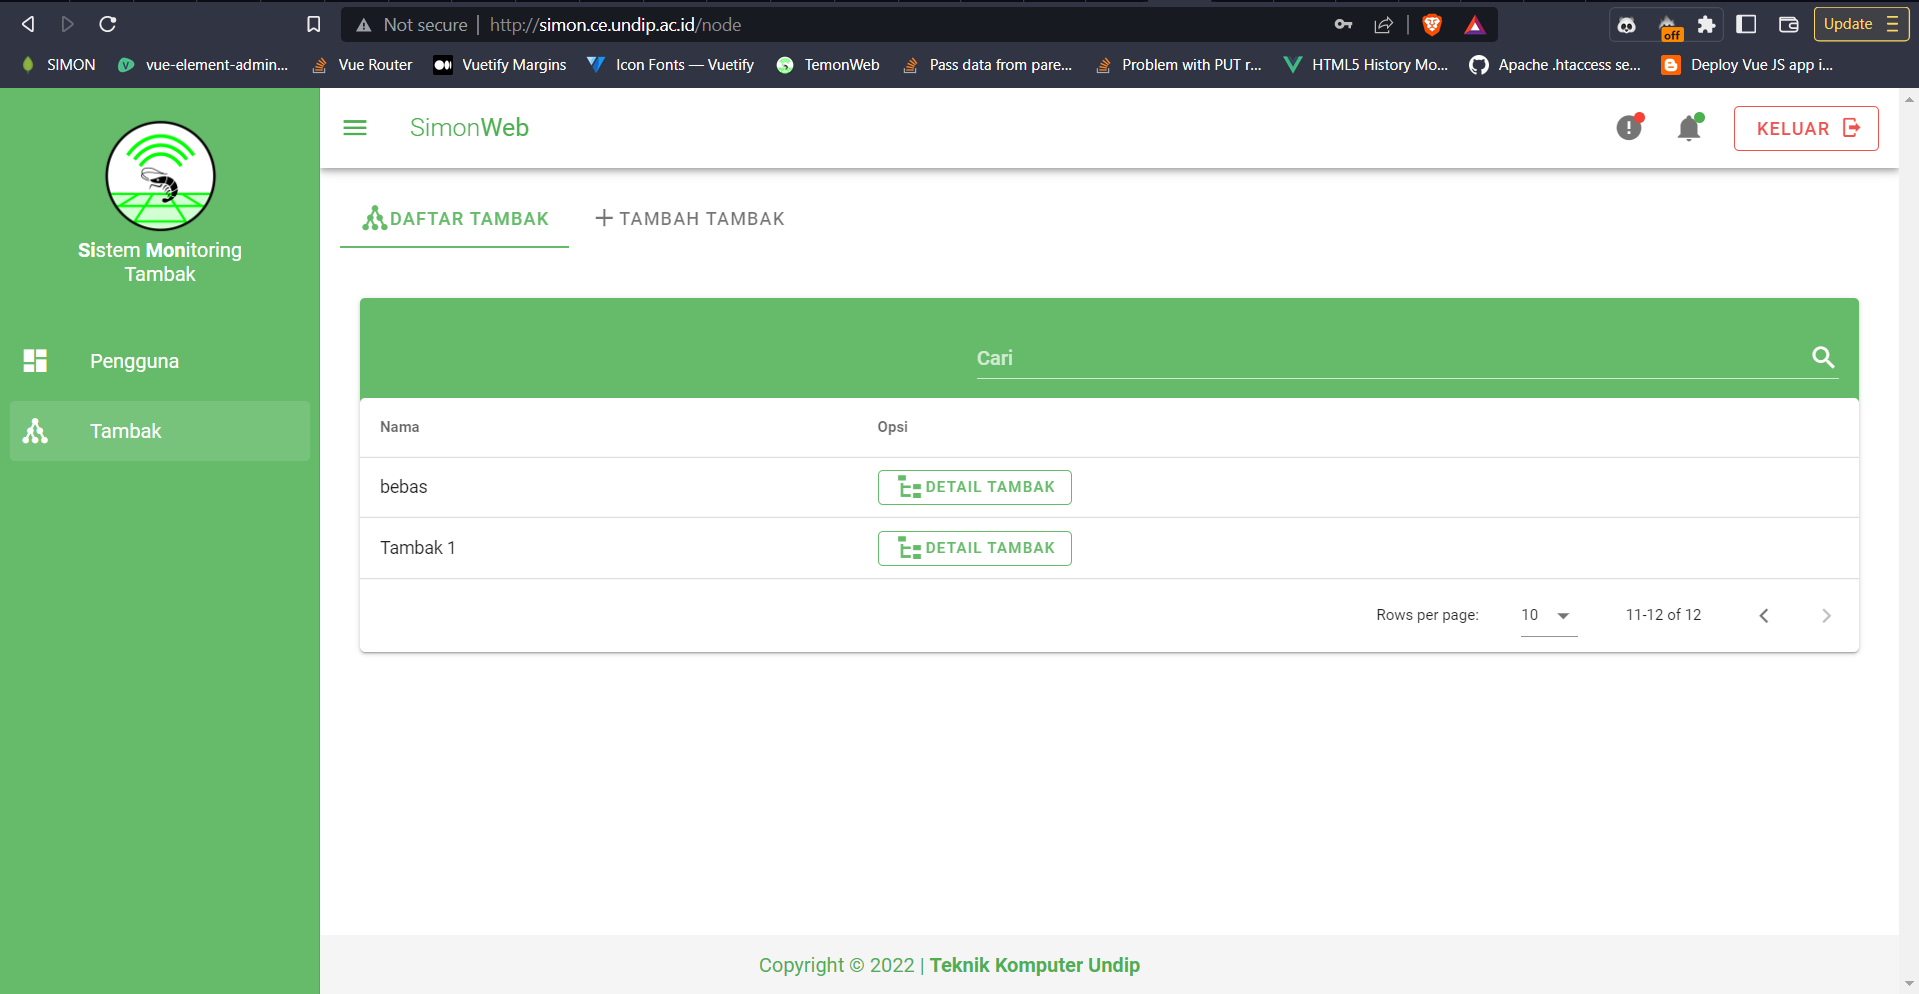 Not secure | http://simon.ce.undip.ac.id/node
off
Update
SIMON
vue-element-admin...
Vue Router
Vuetify Margins
Icon Fonts — Vuetify
TemonWeb
Pass data from pare...
Problem with PUT r...
HTML5 History Mo...
Apache .htaccess se...
Deploy Vue JS app i...
Sistem Monitoring
Tambak
Pengguna
Tambak
SimonWeb
KELUAR
DAFTAR TAMBAK
TAMBAH TAMBAK
Cari
Nama Opsi
bebas DETAIL TAMBAK
Tambak 1 DETAIL TAMBAK
Rows per page: 10 11-12 of 12
Copyright © 2022 | Teknik Komputer Undip